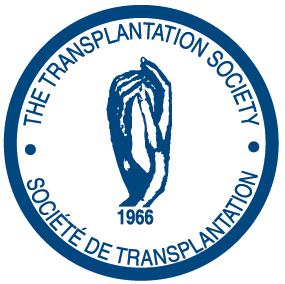 THE TRANSPLANTATION SOCIETY
1966
SOCIÉTÉ DE TRANSPLANTATION